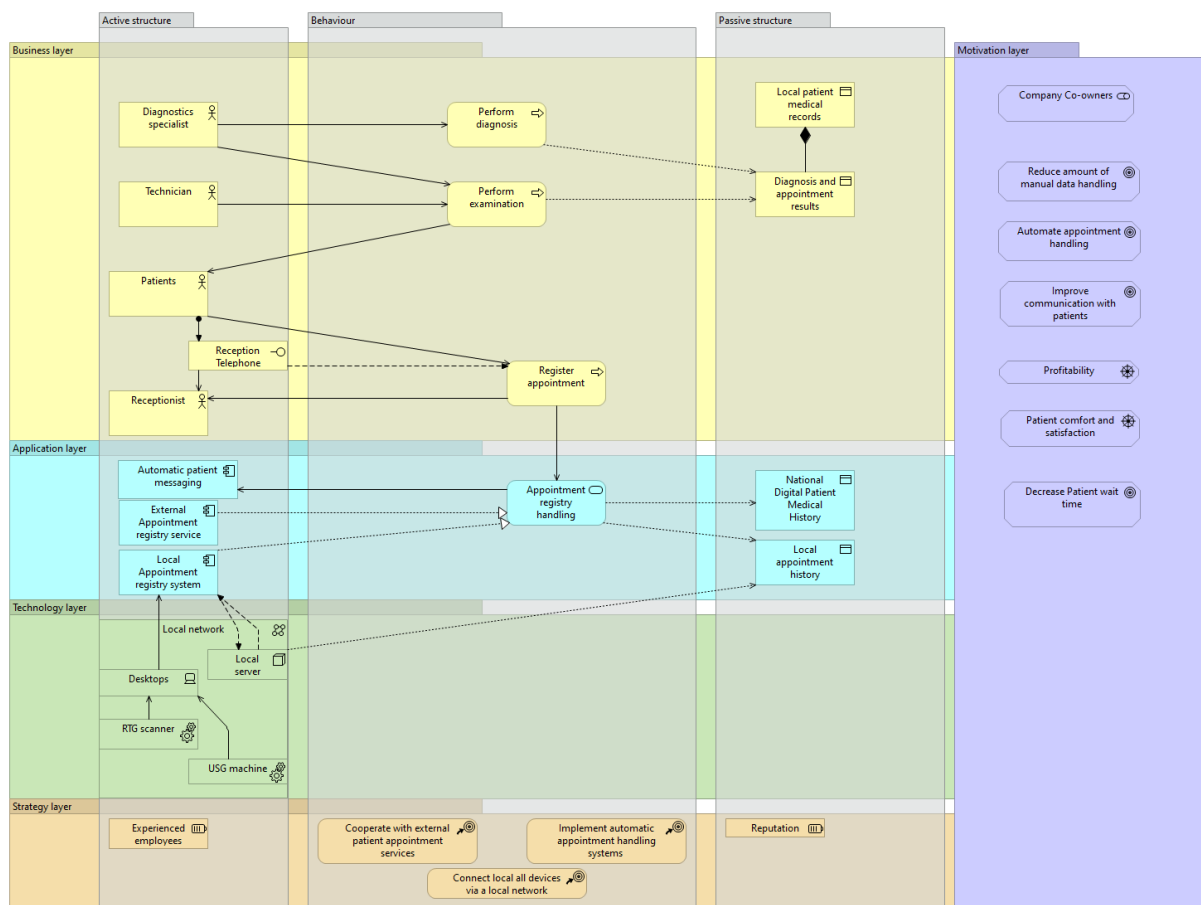 Active structure
Behaviour
Passive structure
Business layer
Motivation layer
Diagnostics
specialist
Perform
diagnosis
Local patient
medical
records
Company Co-owners
Technician
Perform
examination
Diagnosis and
appointment
results
Reduce amount of
manual data handling
Automate appointment
handling
Patients
Improve
communication with
patients
Reception
Telephone
Register
appointment
Profitability
Receptionist
Patient comfort and
satisfaction
Application layer
Automatic patient
messaging
Appointment
registry
handling
National
Digital Patient
Medical
History
Decrease Patient wait
time
External
Appointment
registry service
Local
Appointment
registry system
Local
appointment
history
Technology layer
Local network
Local
server
Desktops
RTG scanner
USG machine
Strategy layer
Experienced
employees
Cooperate with external
patient appointment
services
Implement automatic
appointment handling
systems
Reputation
Connect local all devices
via a local network